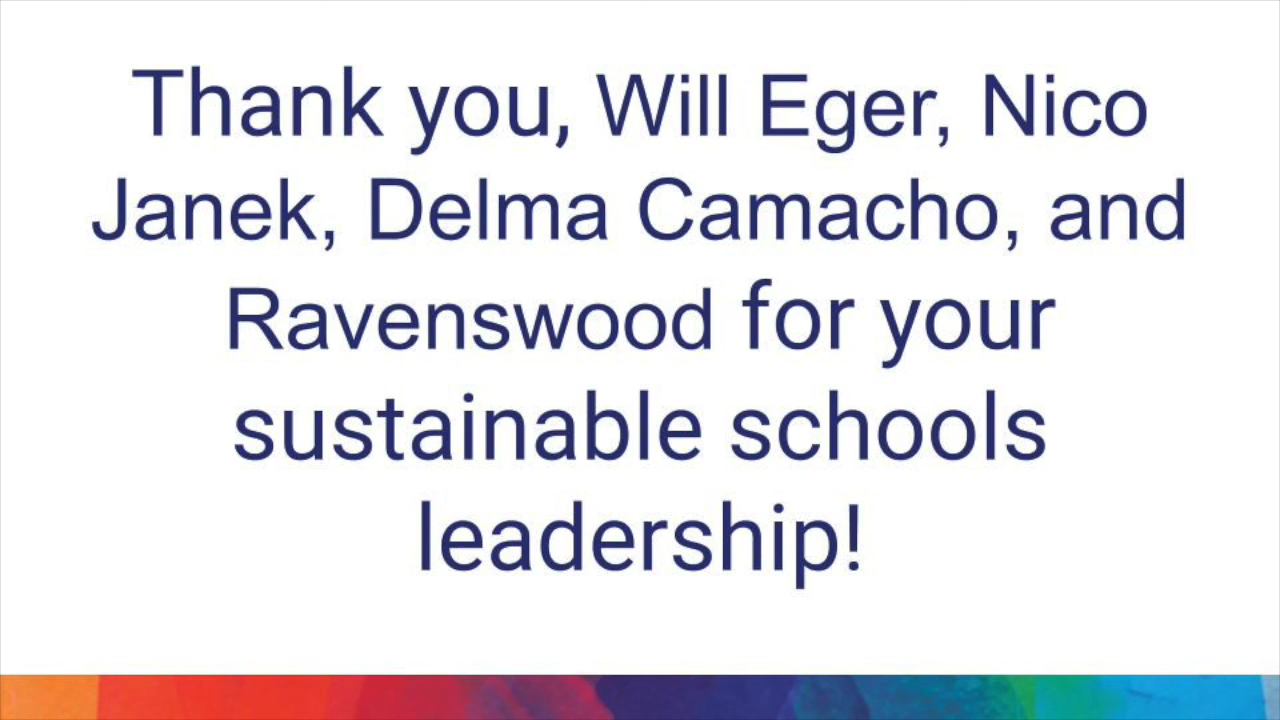 Thank you, Will Eger, Nico
Janek, Delma Camacho, and
Ravenswood for your
sustainable schools
leadership!